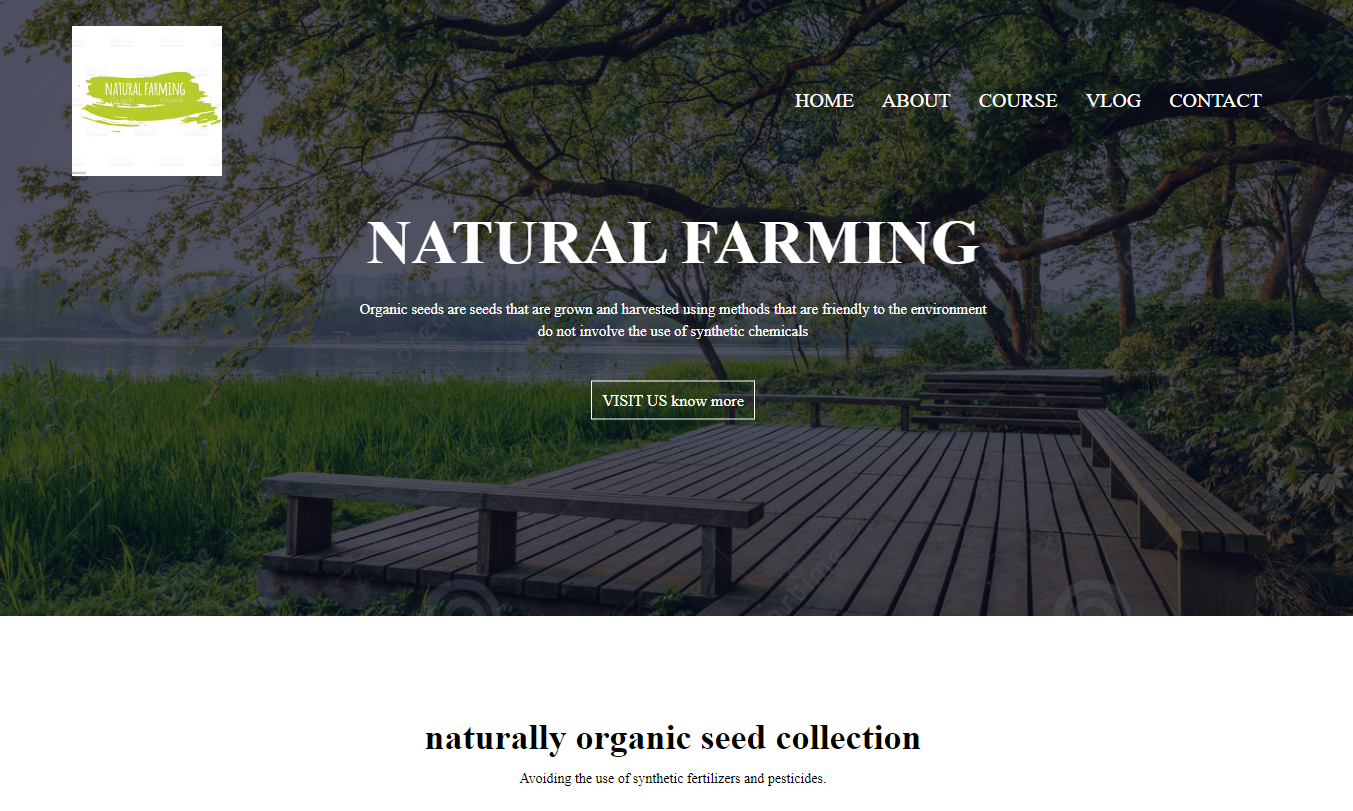 NATURAL FARMING
HOME ABOUT COURSE VLOG CONTACT
NATURAL FARMING
Organic seeds are seeds that are grown and harvested using methods that are friendly to the environment
do not involve the use of synthetic chemicals
VISIT US know more
naturally organic seed collection
Avoiding the use of synthetic fertilizers and pesticides.